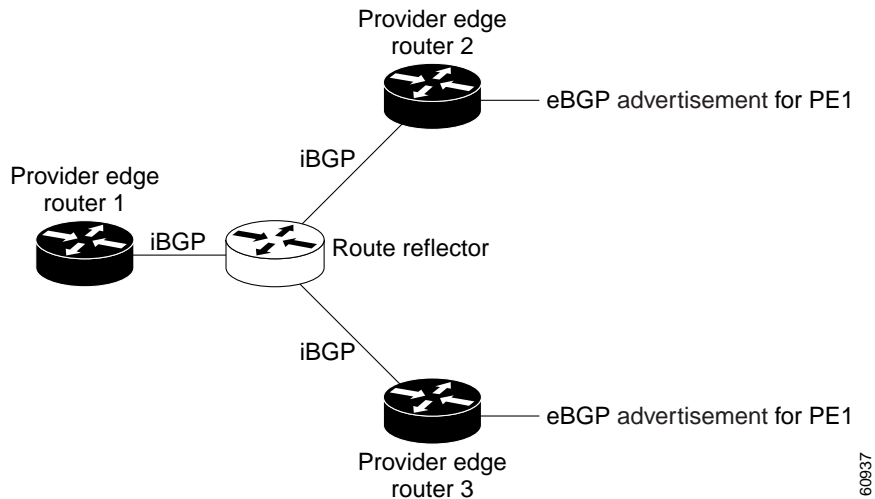 Provider edge
router 2
eBGP advertisement for PE1
iBGP
Provider edge
router 1
iBGP
Route reflector
iBGP
eBGP advertisement for PE1
Provider edge
router 3
60937